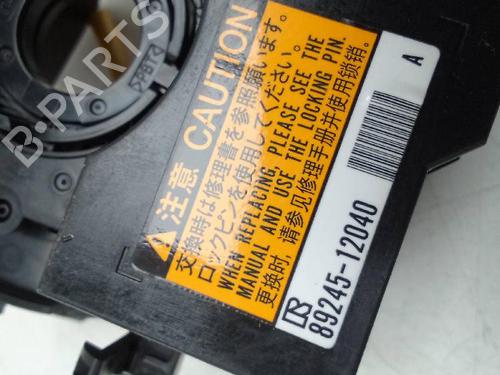 注意 CAUTION
交換時は修理書を参照願います。
ロックピンを使用してください。
WHEN REPLACING, PLEASE SEE THE
MANUAL AND USE THE LOCKING PIN.
更换时,请参见修理手册并使用锁销。
89245-12040
A
>PBT<
B-PARTS